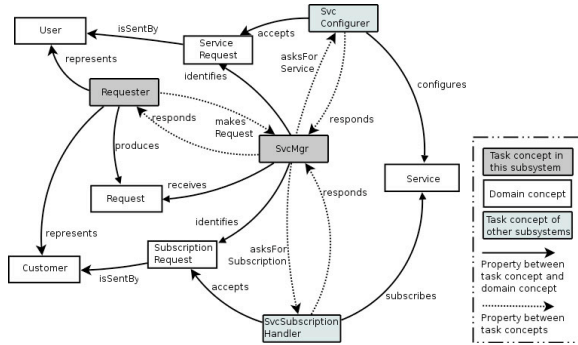 Svc
Configurer
User
isSentBy
accepts
Service
Request
asksFor
Service
represents
identifies
configures
Requester
makes
Request
responds
responds
produces
SvcMgr
Service
Request
receives
responds
identifies
represents
asksFor
Subscription
Subscription
Request
Customer
isSentBy
accepts
subscribes
SvcSubscription
Handler
Task concept in
this subsystem
Domain concept
Task concept of
other subsystems
Property between
task concept and
domain concept
Property between
task concepts